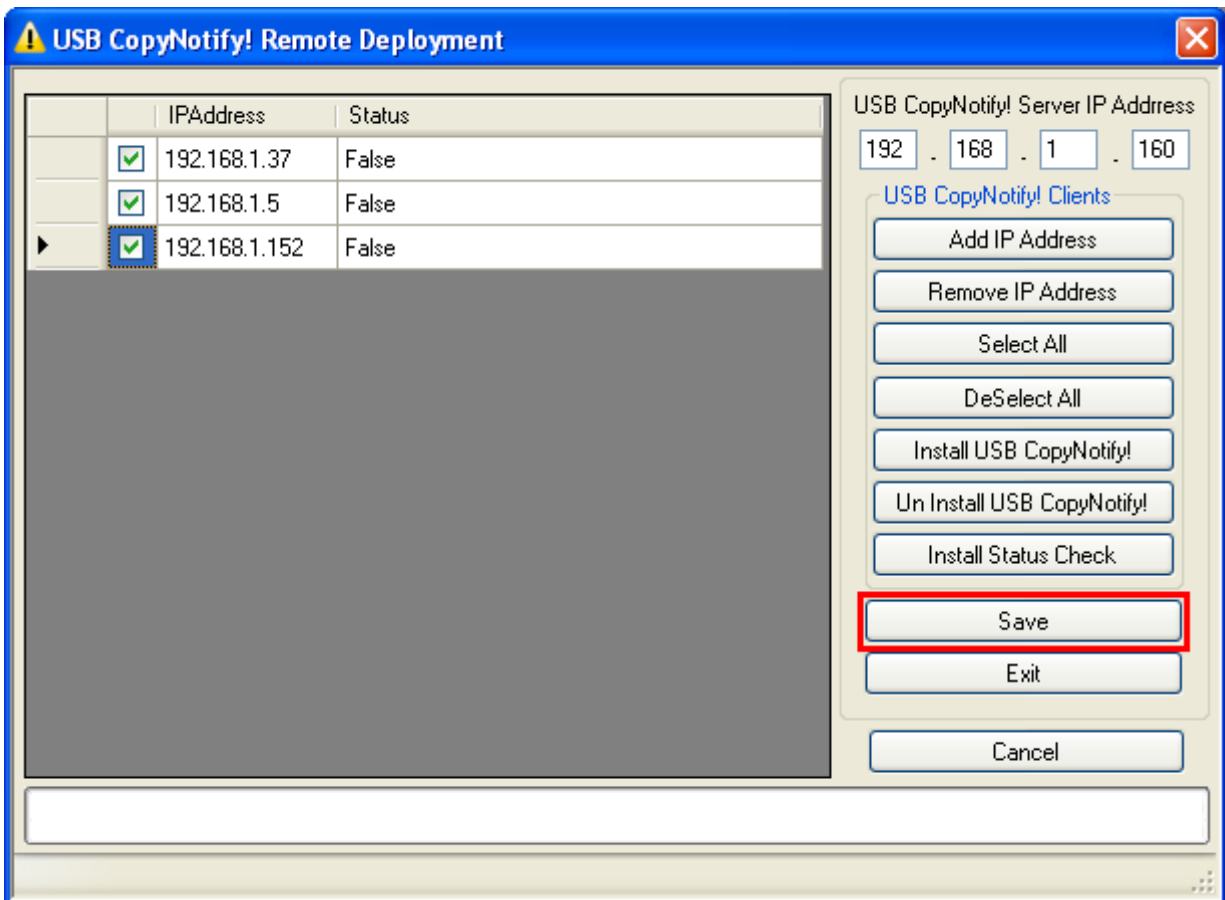 USB CopyNotify! Remote Deployment
IPAddress Status
192.168.1.37 False
192.168.1.5 False
192.168.1.152 False
USB CopyNotify! Server IP Addrress
192 . 168 . 1 . 160
USB CopyNotify! Clients
Add IP Address
Remove IP Address
Select All
DeSelect All
Install USB CopyNotify!
Un Install USB CopyNotify!
Install Status Check
Save
Exit
Cancel